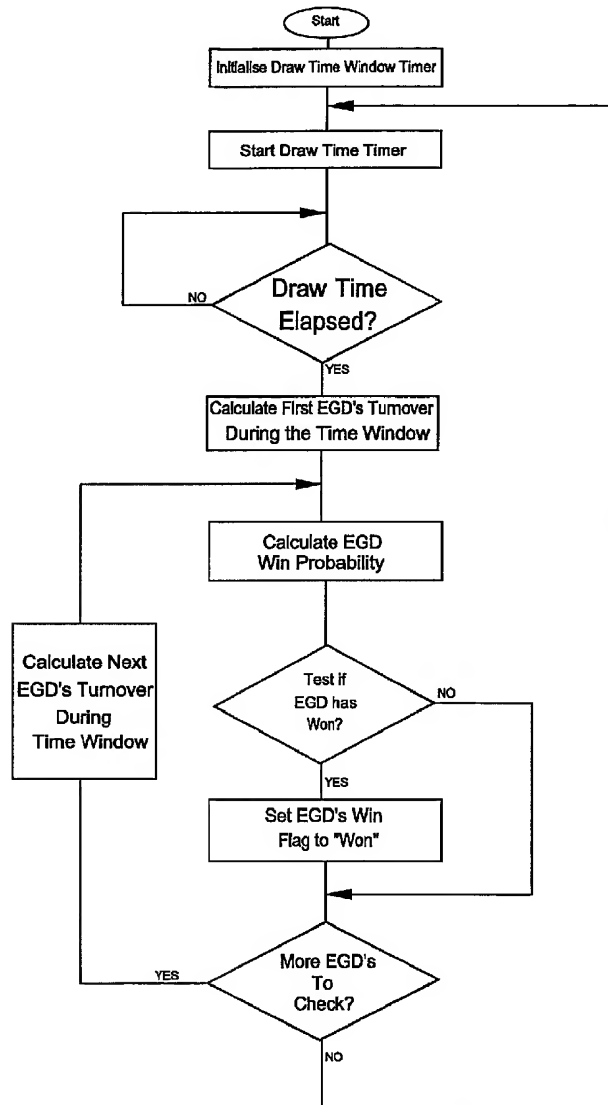 Start
Initialise Draw Time Window Timer
Start Draw Time Timer
Draw Time
Elapsed?
NO
YES
Calculate First EGD's Turnover
During the Time Window
Calculate EGD
Win Probability
Calculate Next
EGD's Turnover
During
Time Window
Test if
EGD has
Won?
NO
YES
Set EGD's Win
Flag to "Won"
More EGD's
To
Check?
YES
NO